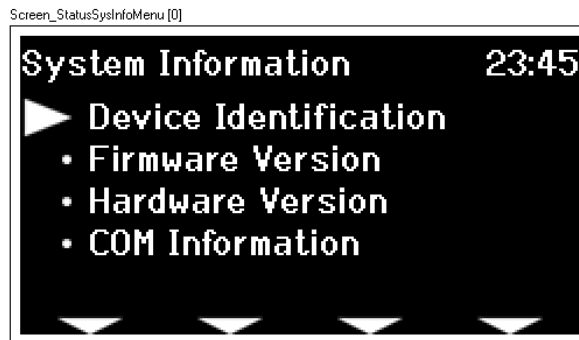 Screen_StatusSysInfoMenu [0]
System Information 23:45
Device Identification
• Firmware Version
• Hardware Version
• COM Information